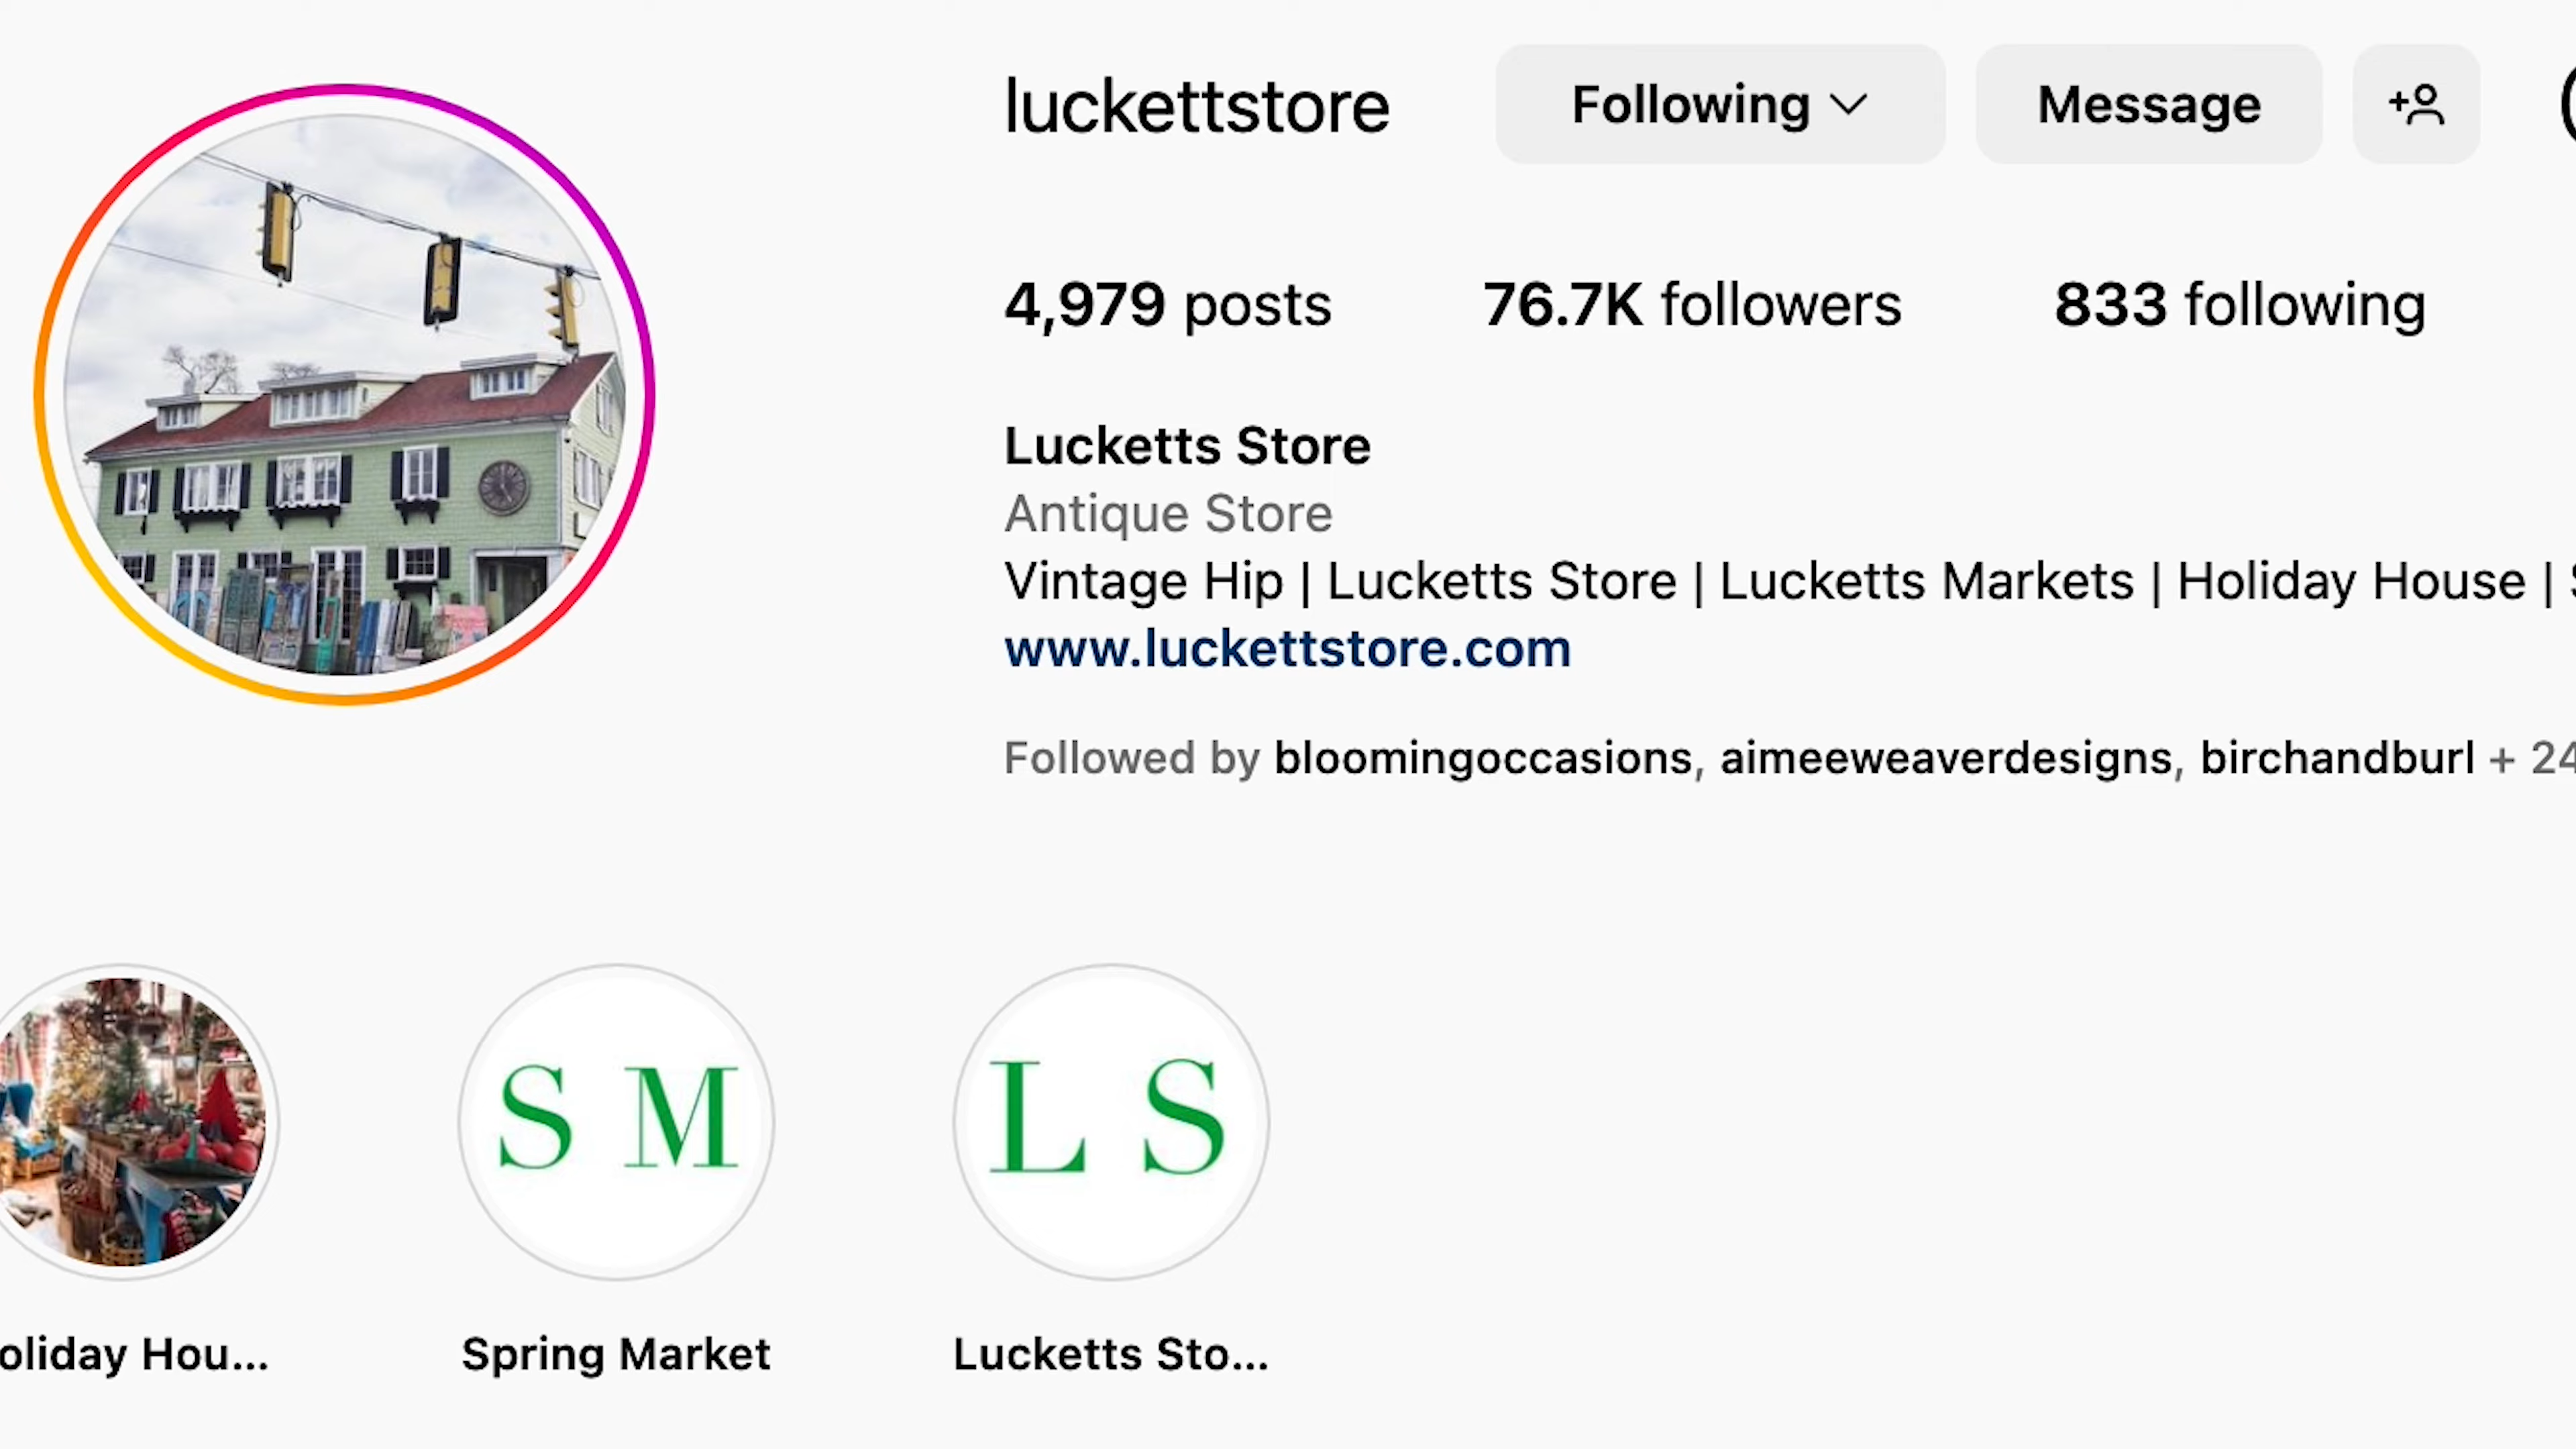 luckettstore Following Message
4,979 posts 76.7K followers 833 following
Lucketts Store
Antique Store
Vintage Hip | Lucketts Store | Lucketts Markets | Holiday House |
www.luckettstore.com
Followed by bloomingoccasions, aimeeweaverdesigns, birchandburl + 24
S M
L S
oliday Hou...
Spring Market
Lucketts Sto...